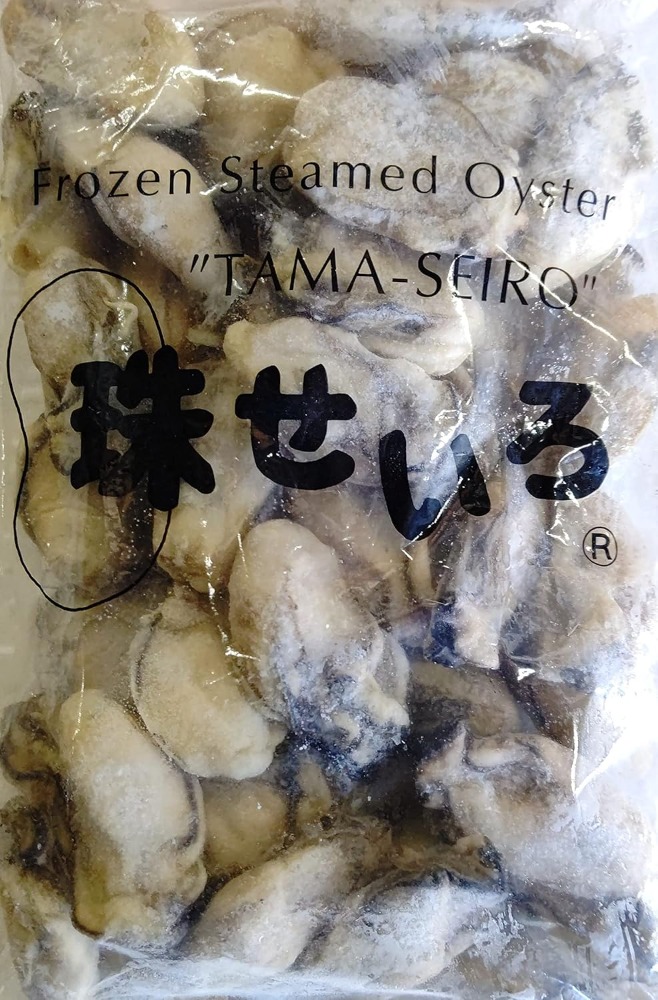 Frozen Steamed Oyster
"TAMA-SEIRO"
珠せいろ
®